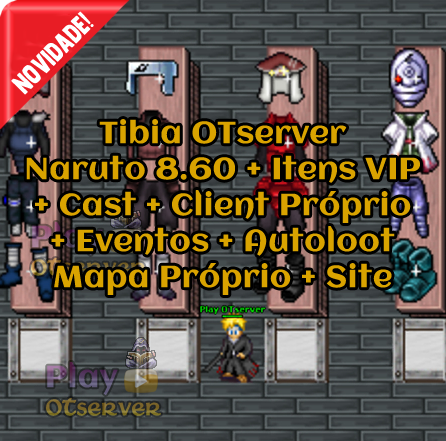 NOVIDADE!
Tibia OTserver
Naruto 8.60 + Itens VIP
+ Cast + Client Próprio
+ Eventos + Autoloot
Mapa Próprio + Site
Play OTserver
Play
OTserver